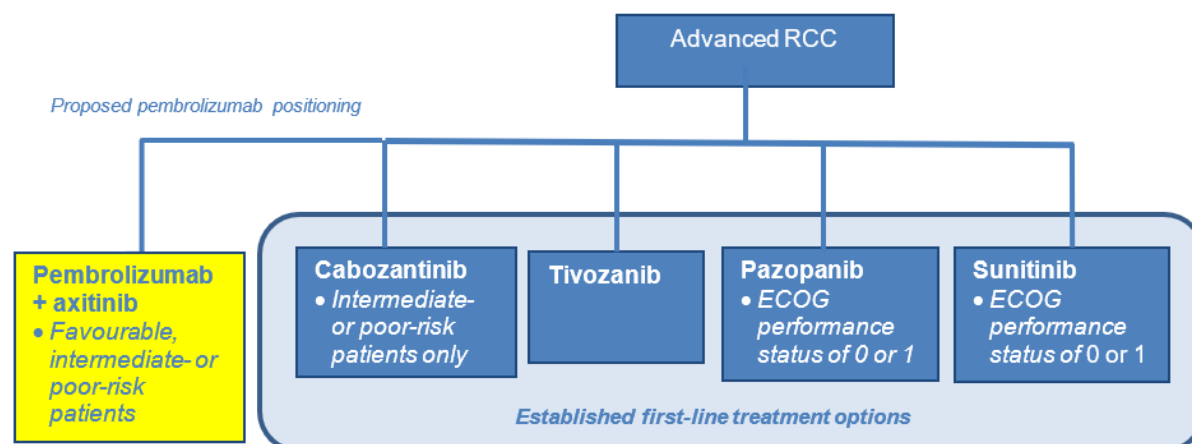 Advanced RCC
Proposed pembrolizumab positioning
Pembrolizumab
+ axitinib
• Favourable,
intermediate- or
poor-risk
patients
Cabozantinib
• Intermediate-
or poor-risk
patients only
Tivozanib
Pazopanib
• ECOG
performance
status of 0 or 1
Sunitinib
• ECOG
performance
status of 0 or 1
Established first-line treatment options